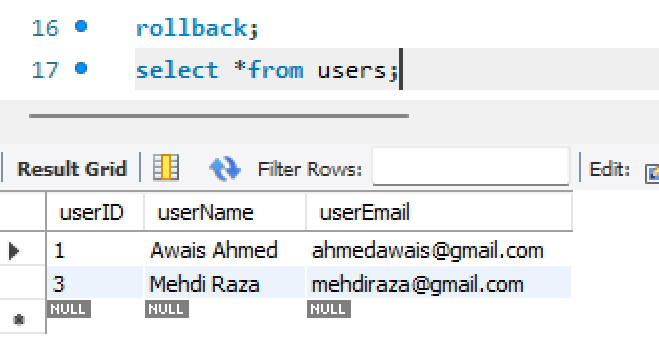 16 rollback;
17 select *from users;
Result Grid Filter Rows: Edit:
userID userName userEmail
1 Awais Ahmed ahmedawais@gmail.com
3 Mehdi Raza mehdiraza@gmail.com
NULL NULL NULL